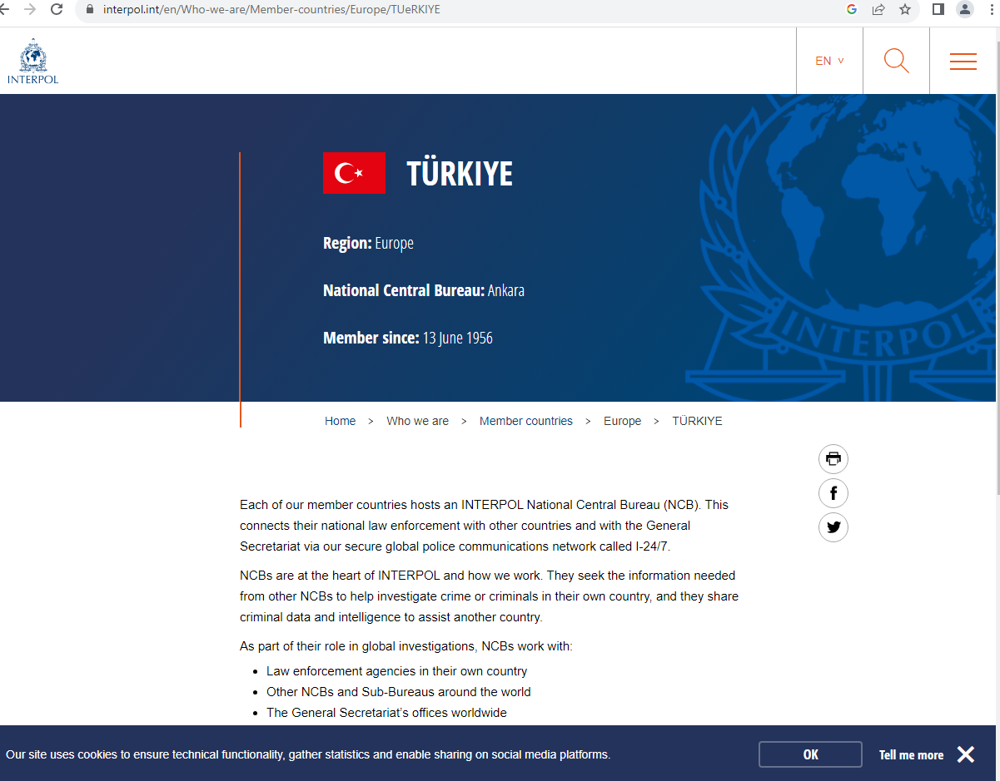 interpol.int/en/Who-we-are/Member-countries/Europe/TUeRKIYE
INTERPOL
EN v
TÜRKIYE
Region: Europe
National Central Bureau: Ankara
Member since: 13 June 1956
INTERPOL
Home > Who we are > Member countries > Europe > TÜRKIYE
Each of our member countries hosts an INTERPOL National Central Bureau (NCB). This
connects their national law enforcement with other countries and with the General
Secretariat via our secure global police communications network called I-24/7.
NCBs are at the heart of INTERPOL and how we work. They seek the information needed
from other NCBs to help investigate crime or criminals in their own country, and they share
criminal data and intelligence to assist another country.
As part of their role in global investigations, NCBs work with:
• Law enforcement agencies in their own country
• Other NCBs and Sub-Bureaus around the world
• The General Secretariat's offices worldwide
Our site uses cookies to ensure technical functionality, gather statistics and enable sharing on social media platforms.
OK
Tell me more